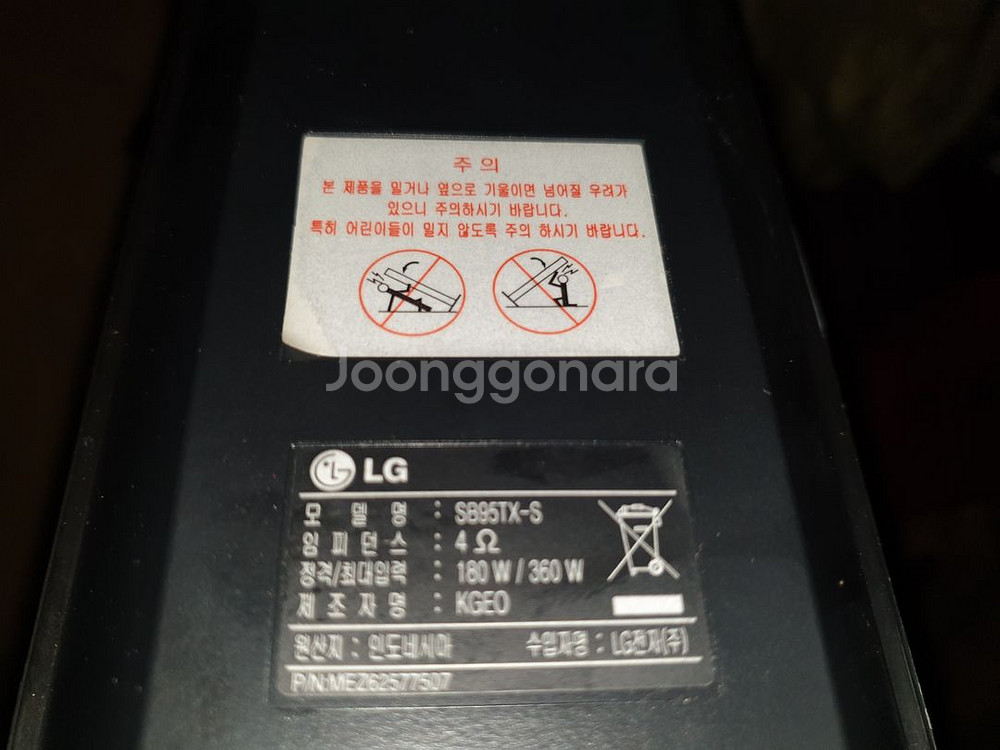 주의
본 제품을 밀거나 옆으로 기울이면 넘어질 우려가
있으니 주의하시기 바랍니다.
특히 어린이들이 밀지 않도록 주의 하시기 바랍니다.
Joonggonara
LG
모 델 명 : SB95TX-S
임 피 던 스 : 4 Ω
정격/최대입력 : 180 W / 360 W
제 조 자 명 : KGEO
원산지 : 인도네시아 수입자명 : LG전자(주)
P/N:MEZ62577507